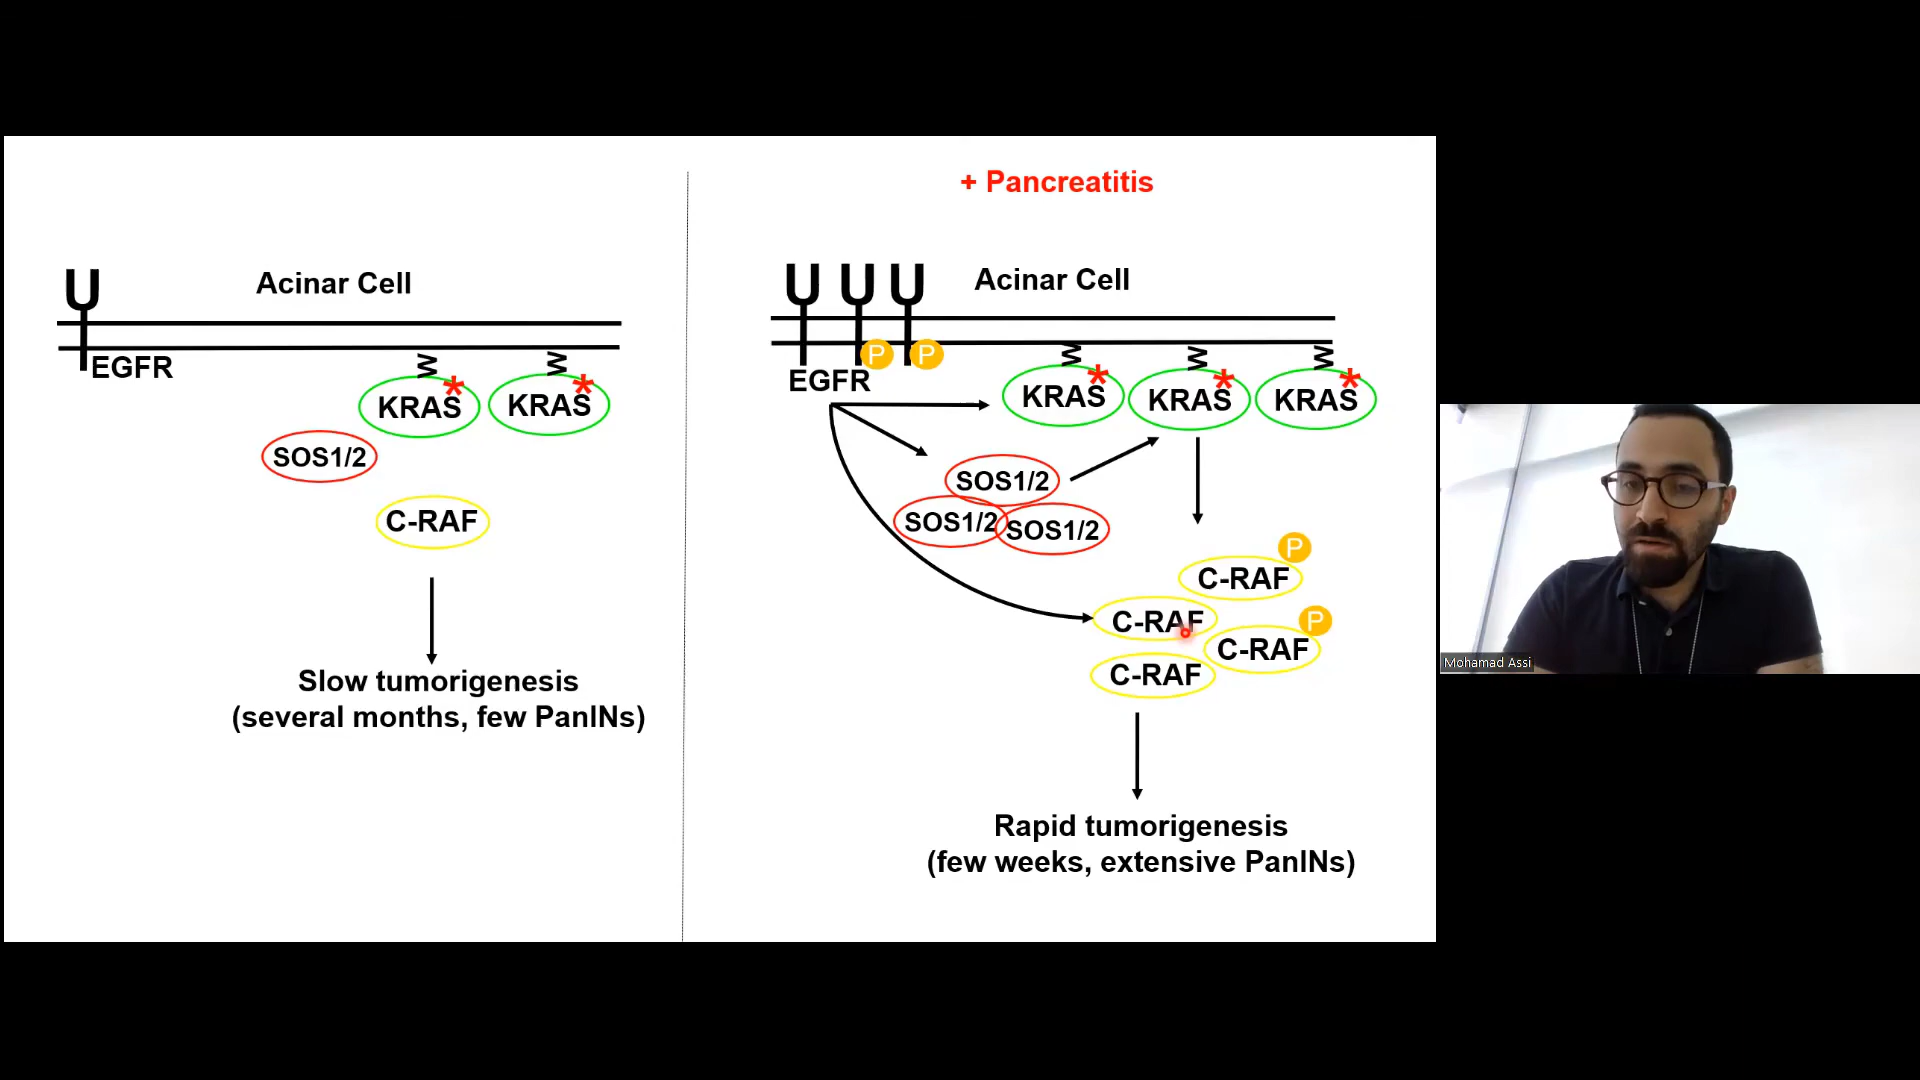 Acinar Cell
EGFR
KRAS
*
KRAS
*
SOS1/2
C-RAF
Slow tumorigenesis
(several months, few PanINs)
+ Pancreatitis
Acinar Cell
P
P
EGFR
KRAS
*
KRAS
*
KRAS
*
SOS1/2
SOS1/2
SOS1/2
P
C-RAF
C-RAF
P
C-RAF
C-RAF
Rapid tumorigenesis
(few weeks, extensive PanINs)
Mohamad Assi